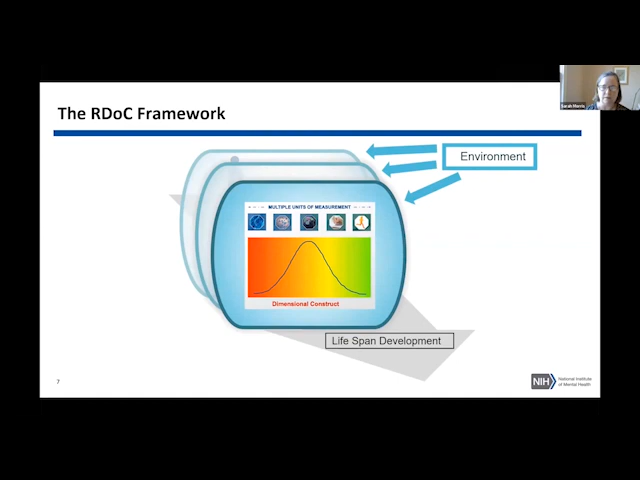 Sarah Morris
The RDoC Framework
Environment
MULTIPLE UNITS OF MEASUREMENT
Dimensional Construct
Life Span Development
7
NIH
National Institute
of Mental Health